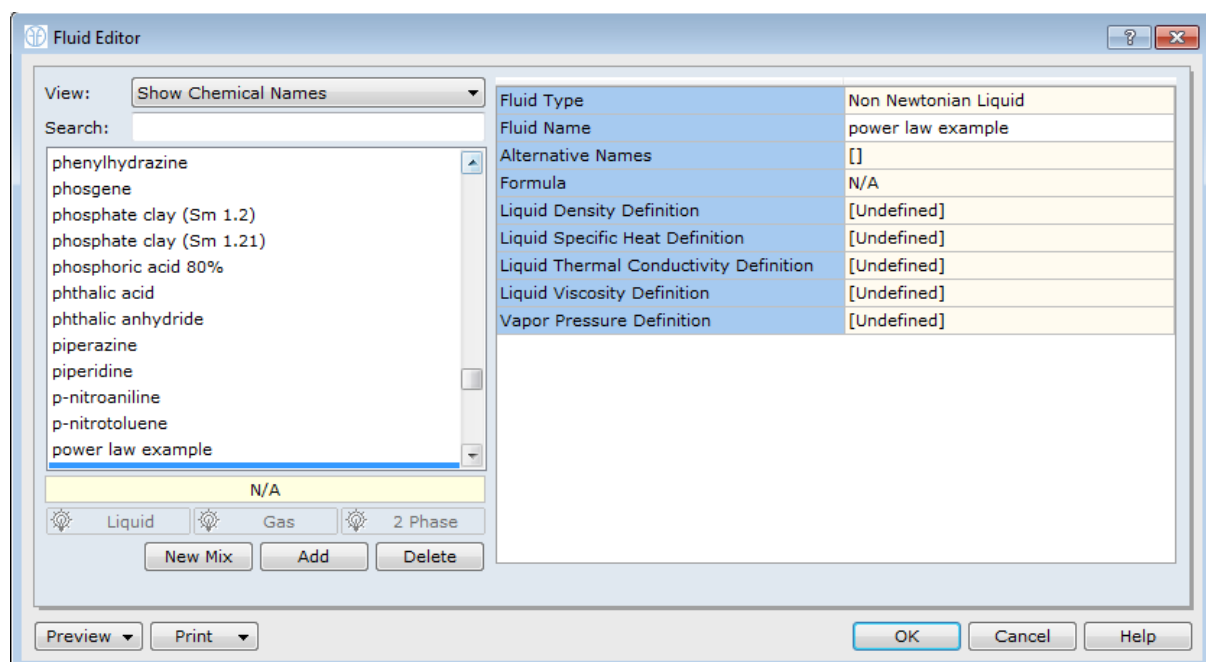 Fluid Editor
?
View: Show Chemical Names
Search:
phenylhydrazine
phosgene
phosphate clay (Sm 1.2)
phosphate clay (Sm 1.21)
phosphoric acid 80%
phthalic acid
phthalic anhydride
piperazine
piperidine
p-nitroaniline
p-nitrotoluene
power law example
N/A
Liquid Gas 2 Phase
New Mix Add Delete
Fluid Type Non Newtonian Liquid
Fluid Name power law example
Alternative Names []
Formula N/A
Liquid Density Definition [Undefined]
Liquid Specific Heat Definition [Undefined]
Liquid Thermal Conductivity Definition [Undefined]
Liquid Viscosity Definition [Undefined]
Vapor Pressure Definition [Undefined]
Preview Print OK Cancel Help